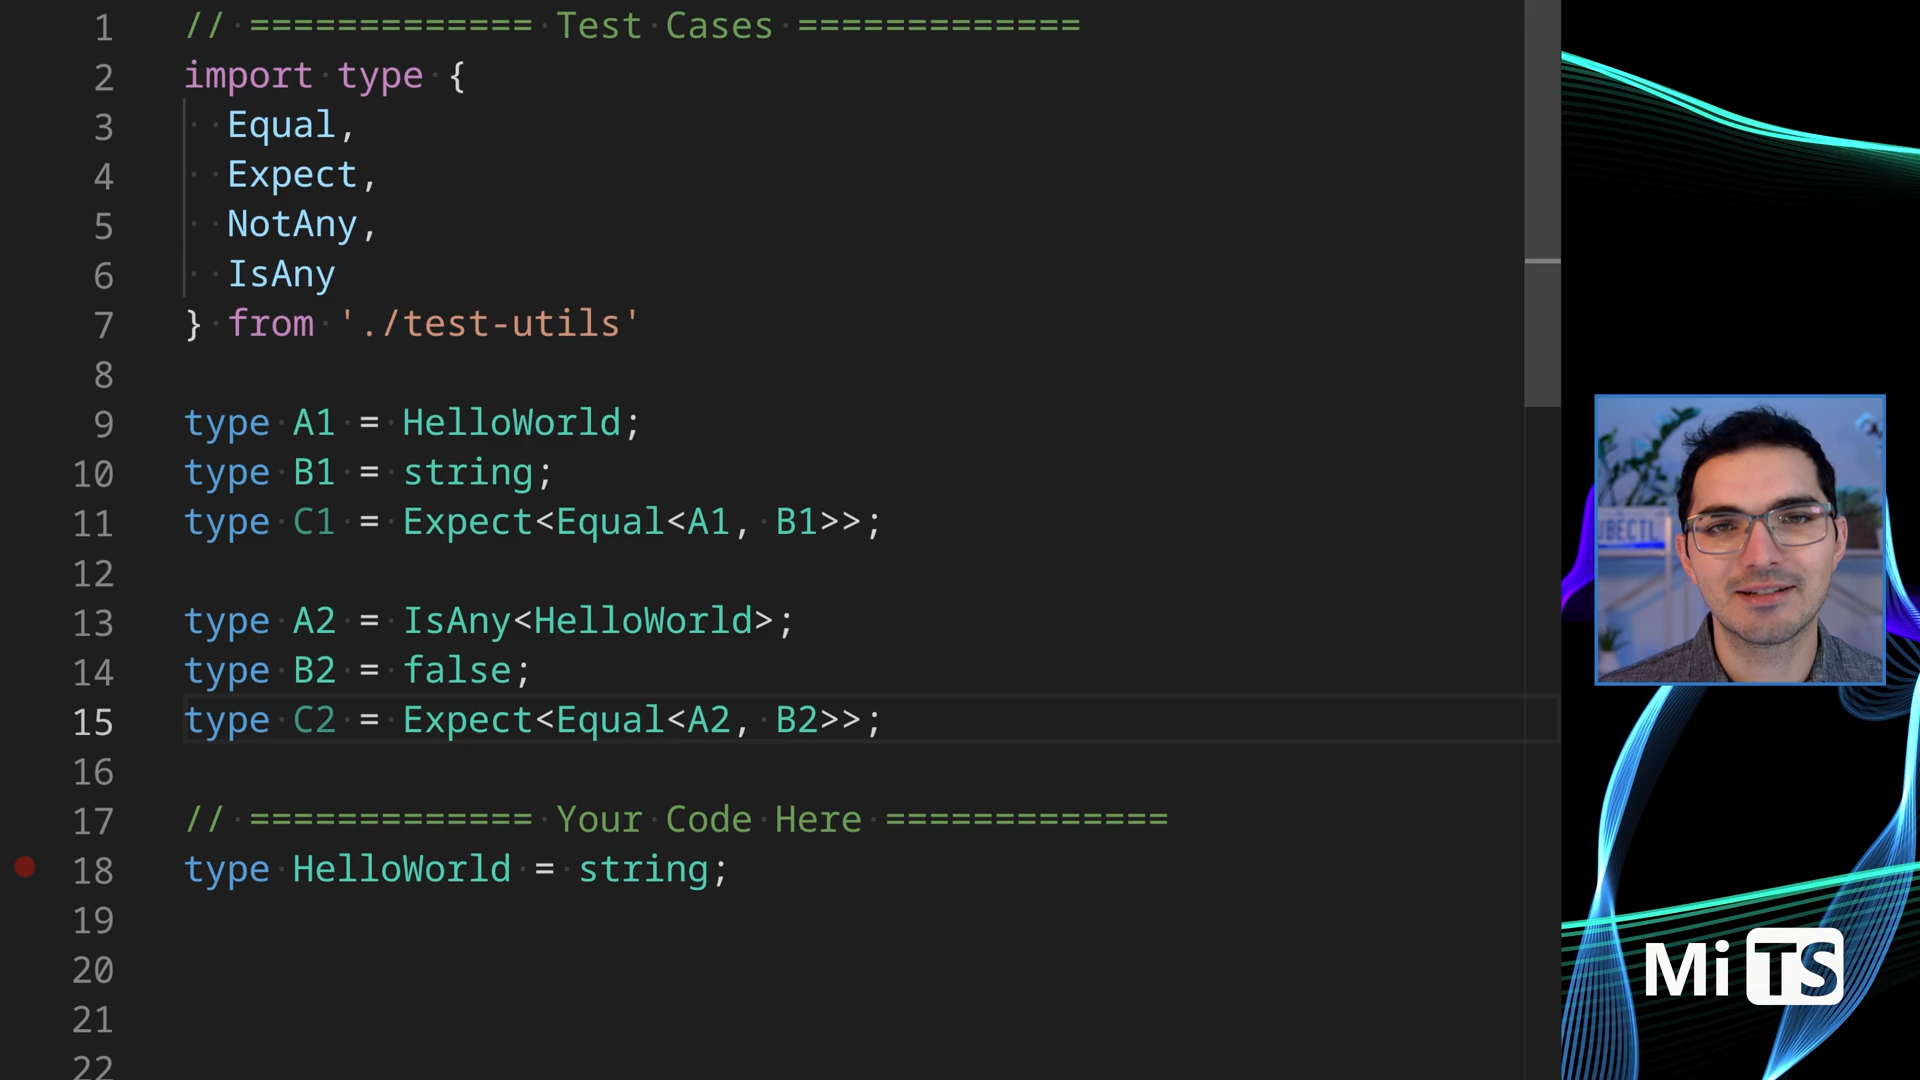 1 // ============= Test Cases =============
2 import type {
3   Equal,
4   Expect,
5   NotAny,
6   IsAny
7 } from './test-utils'
8
9 type A1 = HelloWorld;
10 type B1 = string;
11 type C1 = Expect<Equal<A1, B1>>;
12
13 type A2 = IsAny<HelloWorld>;
14 type B2 = false;
15 type C2 = Expect<Equal<A2, B2>>;
16
17 // ============= Your Code Here =============
18 type HelloWorld = string;
19
20
21
22
UBECTL
Mi TS